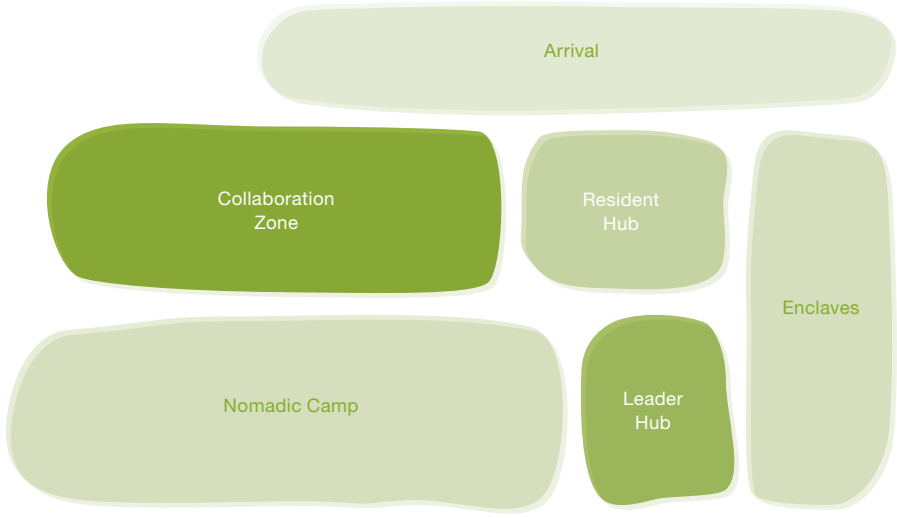 Arrival
Collaboration
Zone
Resident
Hub
Enclaves
Nomadic Camp
Leader
Hub